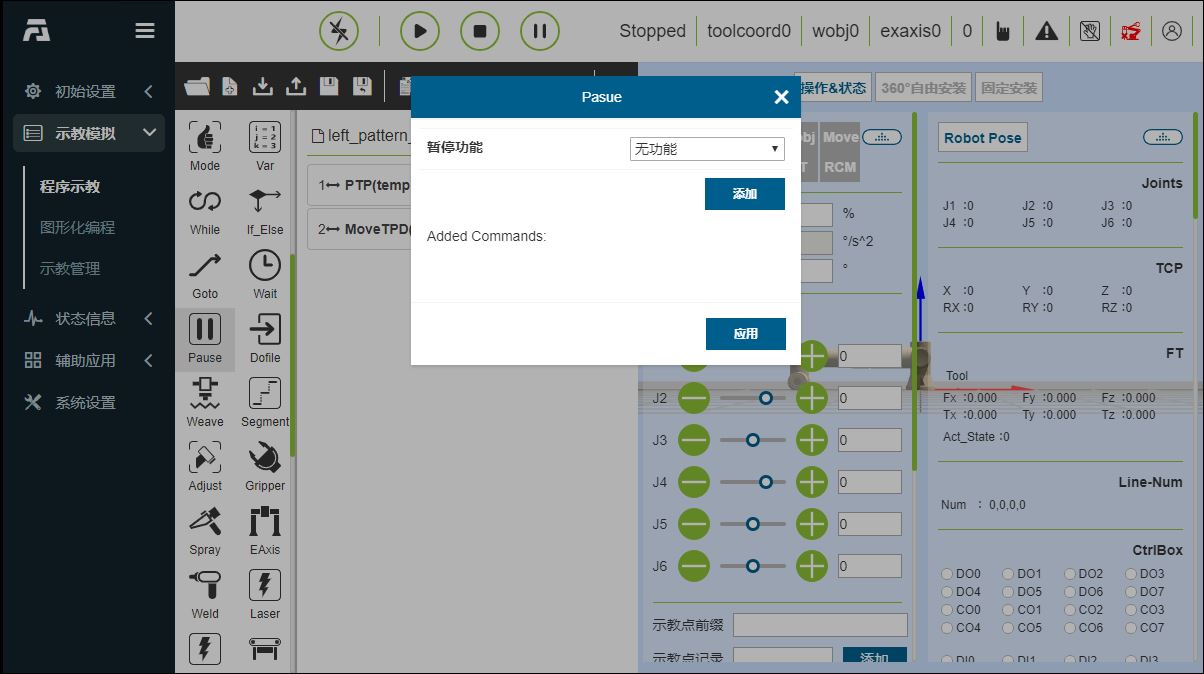 Stopped
toolcoord0
wobj0
exaxis0
0
初始设置
示教模拟
程序示教
图形化编程
示教管理
状态信息
辅助应用
系统设置
Mode
Var
While
If_Else
Goto
Wait
Pause
Dofile
Weave
Segment
Adjust
Gripper
Spray
EAxis
Weld
Laser
left_pattern_
1 PTP(temp
2 MoveTPD(
Pasue
暂停功能
无功能
添加
Added Commands:
应用
操作&状态
360°自由安装
固定安装
bj
T
Move
RCM
%
°/s^2
°
0
J2
0
J3
0
J4
0
J5
0
J6
0
示教点前缀
示教点记录
添加
Robot Pose
Joints
J1 :0 J2 :0 J3 :0
J4 :0 J5 :0 J6 :0
TCP
X :0 Y :0 Z :0
RX :0 RY :0 RZ :0
FT
Tool
Fx :0.000 Fy :0.000 Fz :0.000
Tx :0.000 Ty :0.000 Tz :0.000
Act_State :0
Line-Num
Num : 0,0,0,0
CtrlBox
DO0 DO1 DO2 DO3
DO4 DO5 DO6 DO7
CO0 CO1 CO2 CO3
CO4 CO5 CO6 CO7
DI0 DI1 DI2 DI3